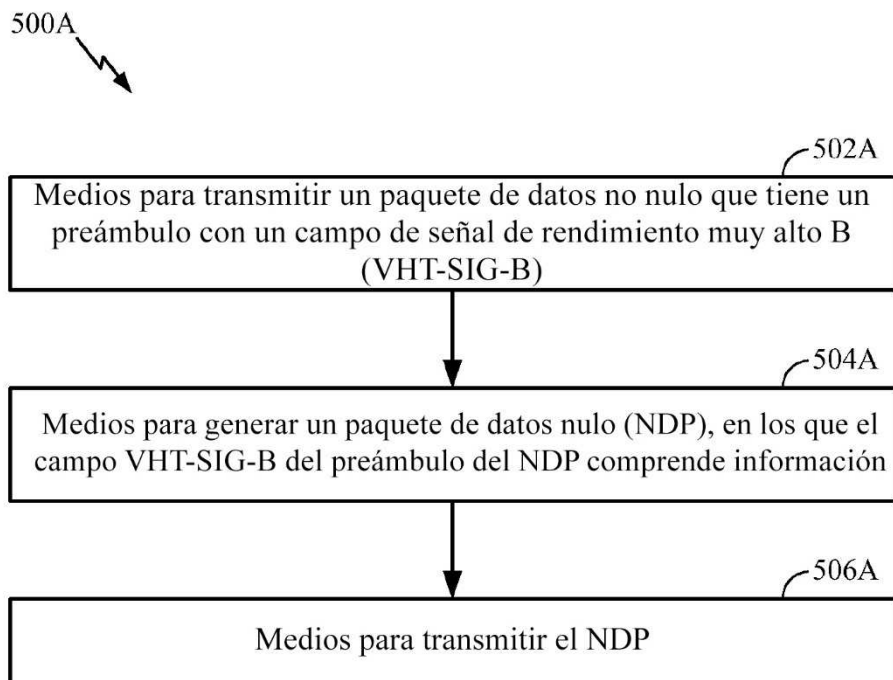 500A
502A
Medios para transmitir un paquete de datos no nulo que tiene un
preámbulo con un campo de señal de rendimiento muy alto B
(VHT-SIG-B)
504A
Medios para generar un paquete de datos nulo (NDP), en los que el
campo VHT-SIG-B del preámbulo del NDP comprende información
506A
Medios para transmitir el NDP